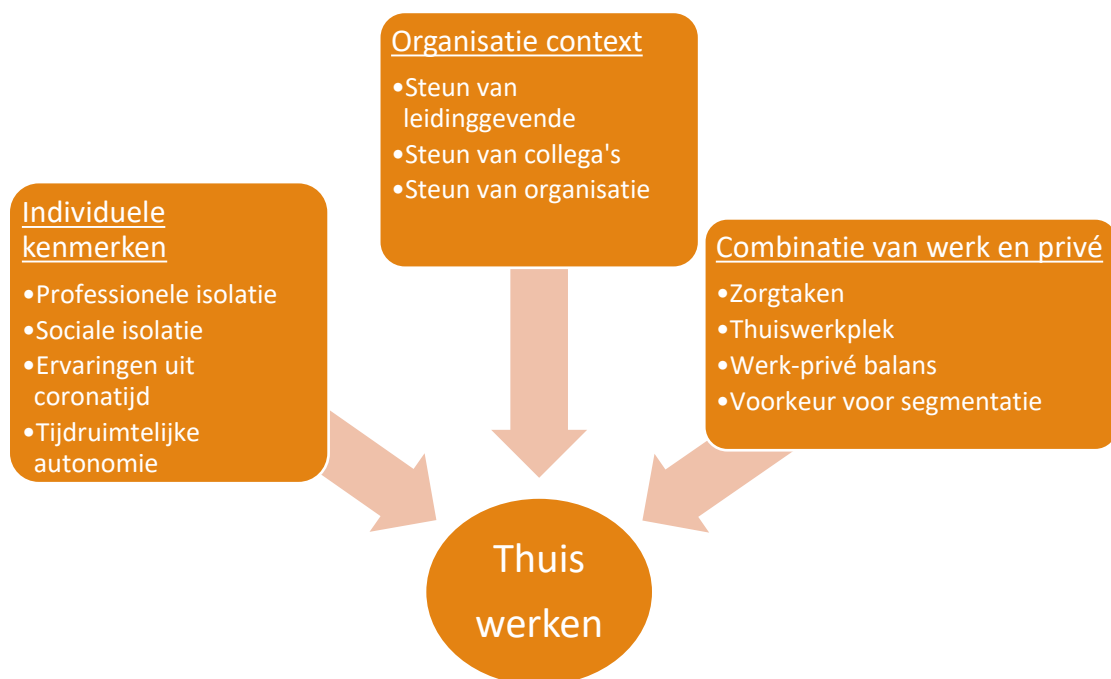 Organisatie context
•Steun van
leidinggevende
•Steun van collega's
•Steun van organisatie
Individuele
kenmerken
•Professionele isolatie
•Sociale isolatie
•Ervaringen uit
coronatijd
•Tijdruimtelijke
autonomie
Combinatie van werk en privé
•Zorgtaken
•Thuiswerkplek
•Werk-privé balans
•Voorkeur voor segmentatie
Thuis
werken